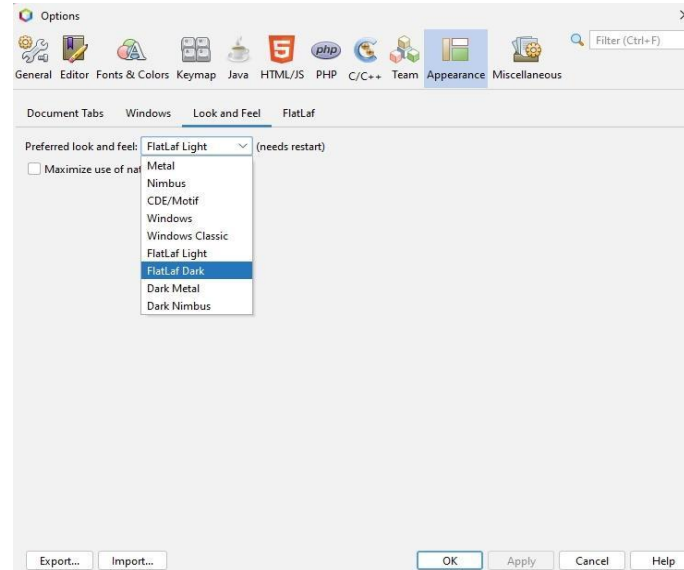 Options
Filter (Ctrl+F)
General Editor Fonts & Colors Keymap Java HTML/JS PHP C/C++ Team Appearance Miscellaneous
Document Tabs Windows Look and Feel FlatLaf
Preferred look and feel: FlatLaf Light (needs restart)
Maximize use of nat
Metal
Nimbus
CDE/Motif
Windows
Windows Classic
FlatLaf Light
FlatLaf Dark
Dark Metal
Dark Nimbus
Export... Import... OK Apply Cancel Help